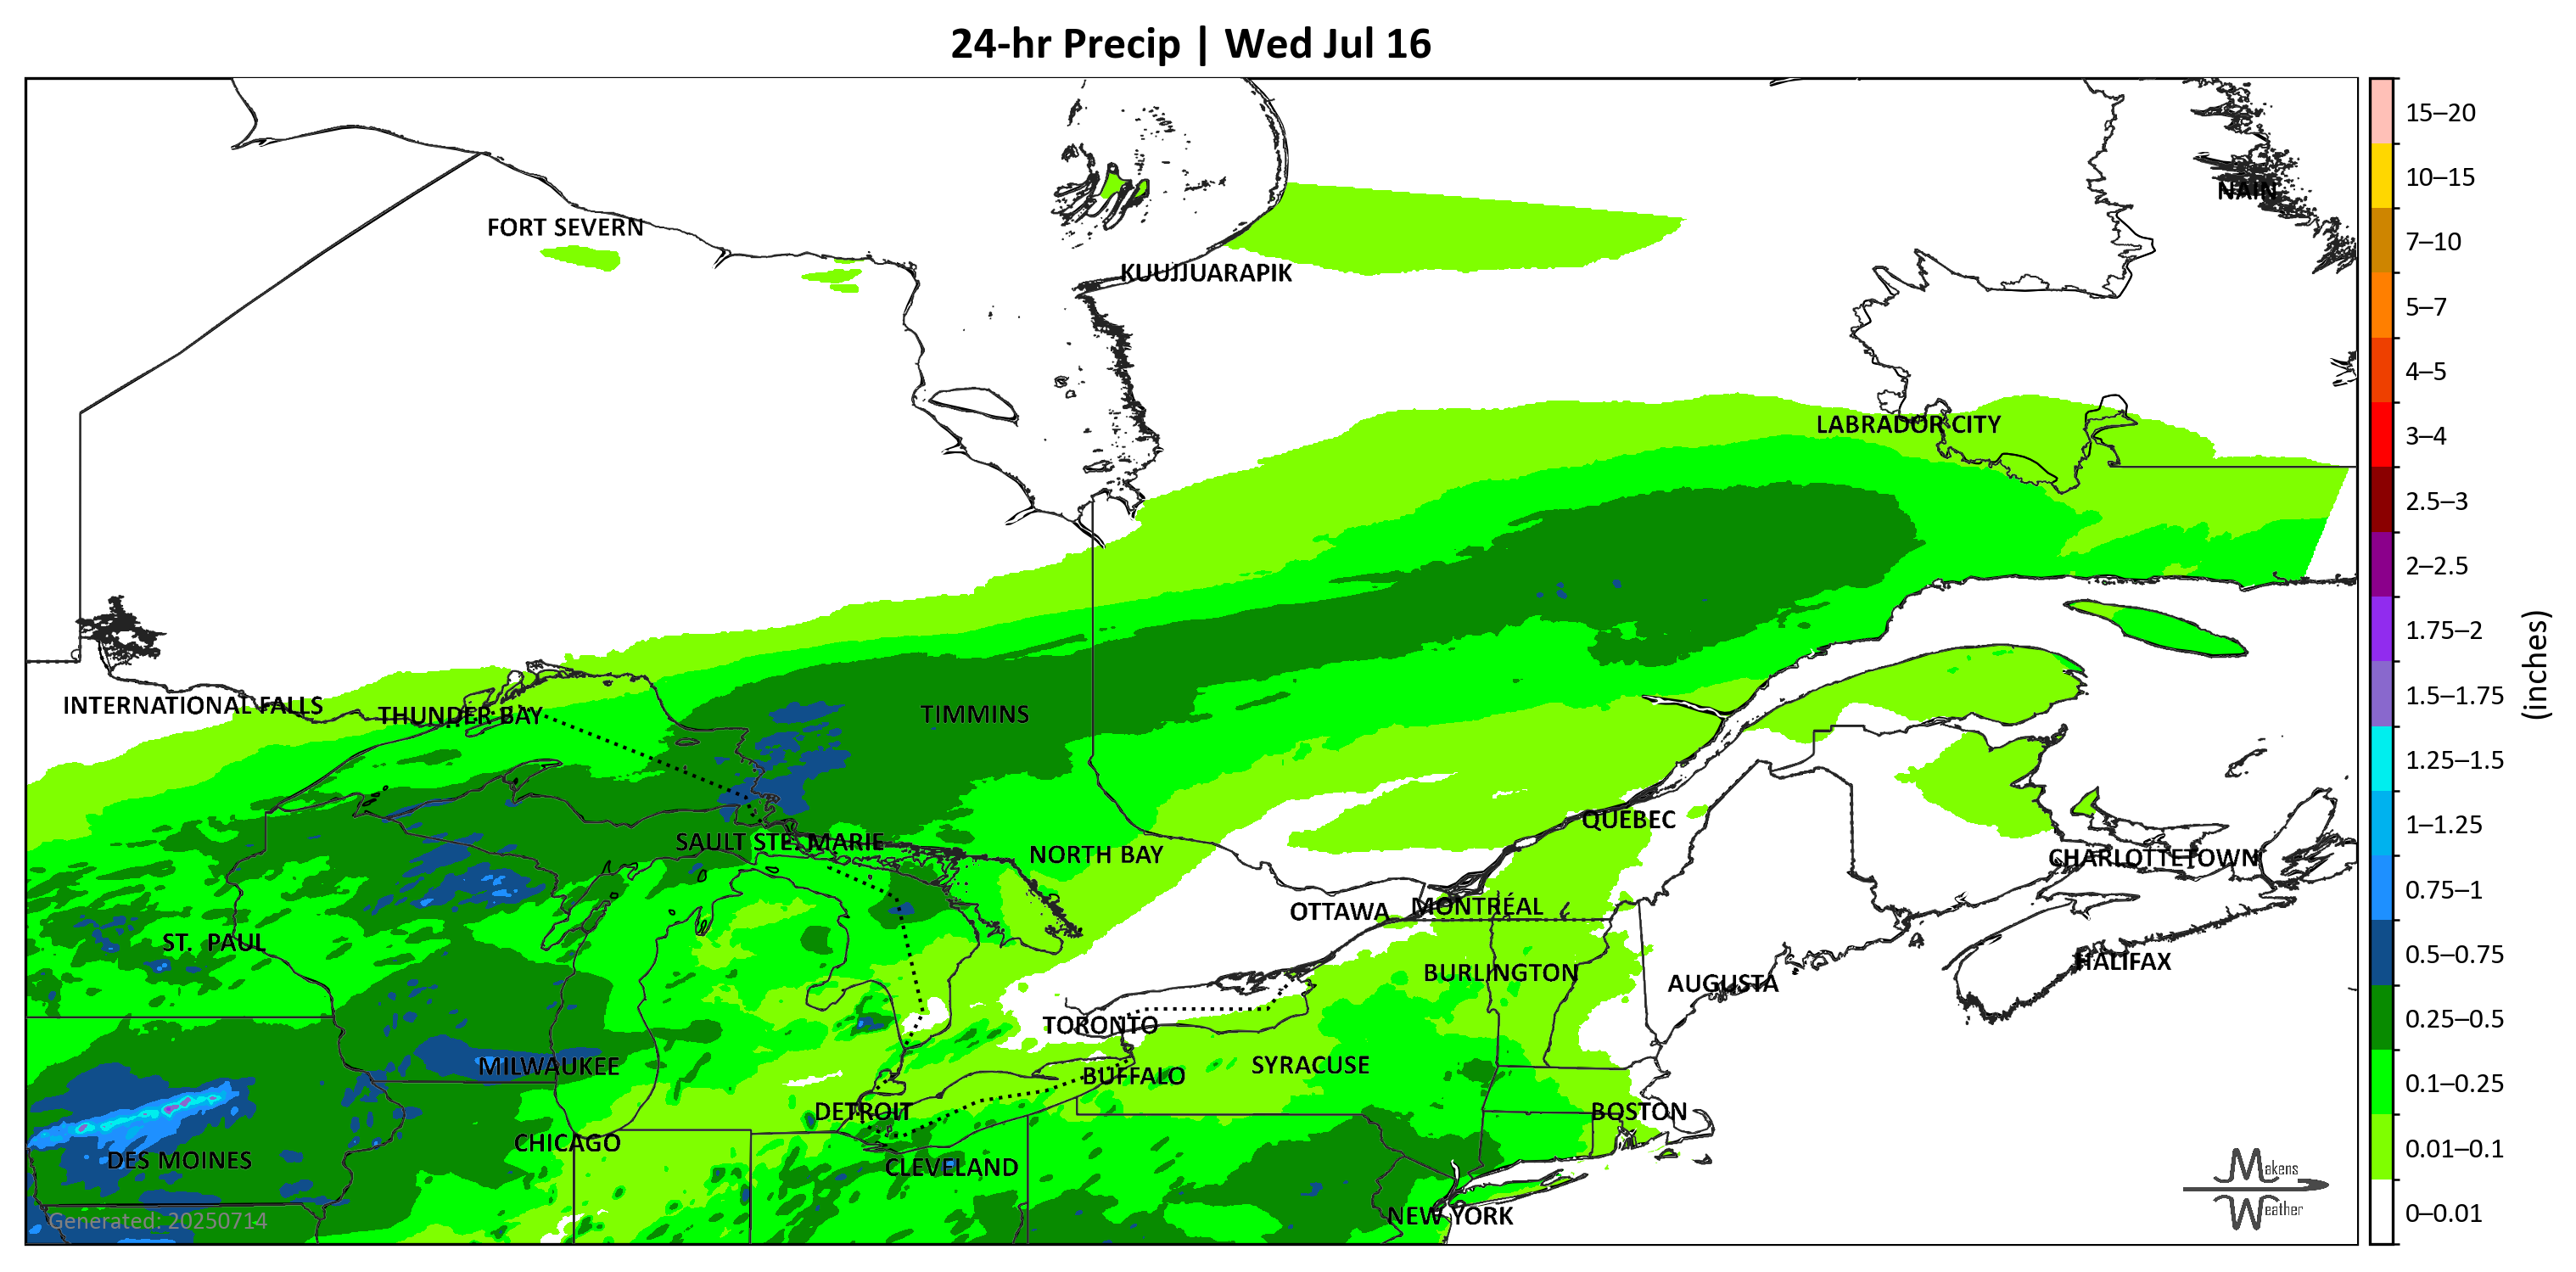 24-hr Precip | Wed Jul 16
NAIN
FORT SEVERN
KUUJJUARAPIK
LABRADOR CITY
INTERNATIONAL FALLS
THUNDER BAY
TIMMINS
SAULT STE. MARIE
NORTH BAY
QUÉBEC
CHARLOTTETOWN
OTTAWA
MONTRÉAL
ST. PAUL
BURLINGTON
AUGUSTA
HALIFAX
TORONTO
MILWAUKEE
BUFFALO
SYRACUSE
DETROIT
BOSTON
CHICAGO
DES MOINES
CLEVELAND
NEW YORK
Generated: 20250714
Makens
Weather
15–20
10–15
7–10
5–7
4–5
3–4
2.5–3
2–2.5
1.75–2
1.5–1.75
1.25–1.5
1–1.25
0.75–1
0.5–0.75
0.25–0.5
0.1–0.25
0.01–0.1
0–0.01
(inches)